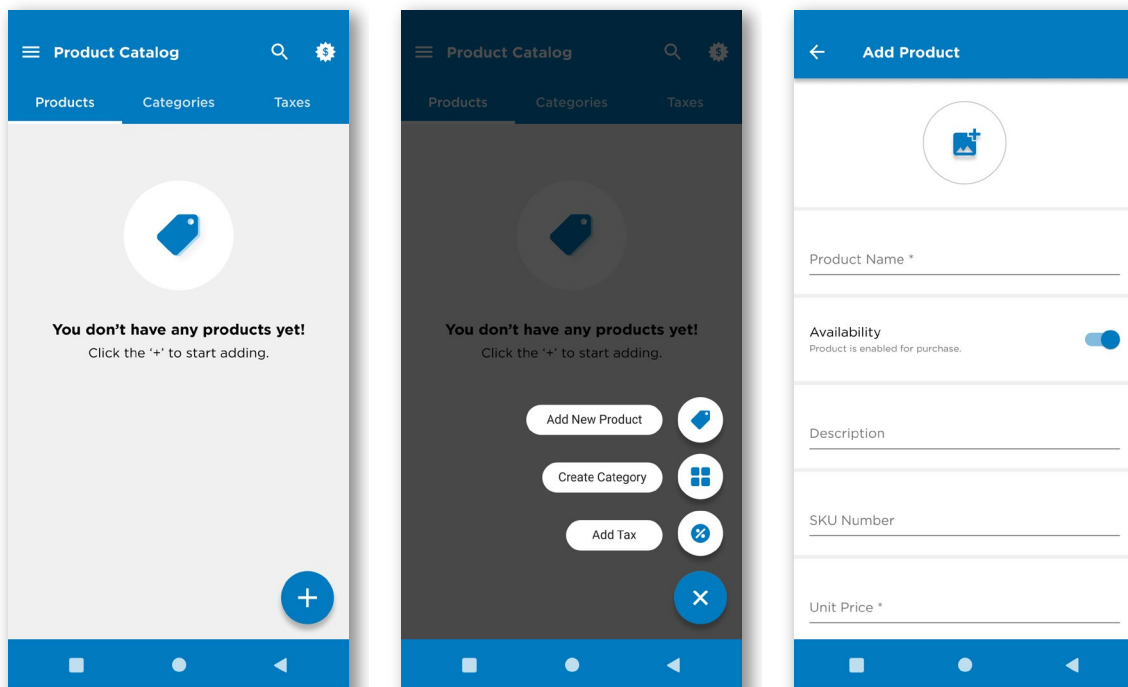 Product Catalog
Products Categories Taxes
You don’t have any products yet!
Click the ‘+’ to start adding.
Product Catalog
Products Categories Taxes
You don’t have any products yet!
Click the ‘+’ to start adding.
Add New Product
Create Category
Add Tax
Add Product
Product Name *
Availability
Product is enabled for purchase.
Description
SKU Number
Unit Price *